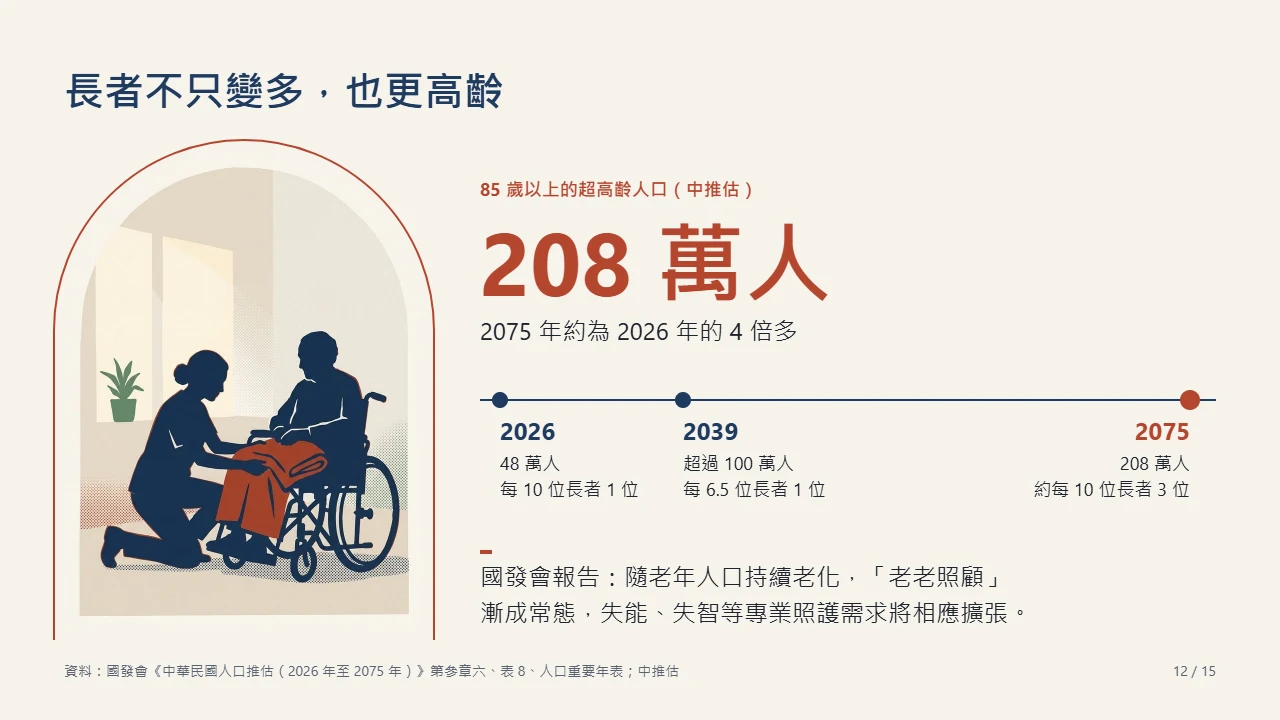 長者不只變多，也更高齡
85 歲以上的超高齡人口（中推估）
208 萬人
2075 年約為 2026 年的 4 倍多
2026
48 萬人
每 10 位長者 1 位
2039
超過 100 萬人
每 6.5 位長者 1 位
2075
208 萬人
約每 10 位長者 3 位
國發會報告：隨老年人口持續老化，「老老照顧」
漸成常態，失能、失智等專業照護需求將相應擴張。
資料：國發會《中華民國人口推估（2026 年至 2075 年）》第參章六、表 8、人口重要年表；中推估
12 / 15